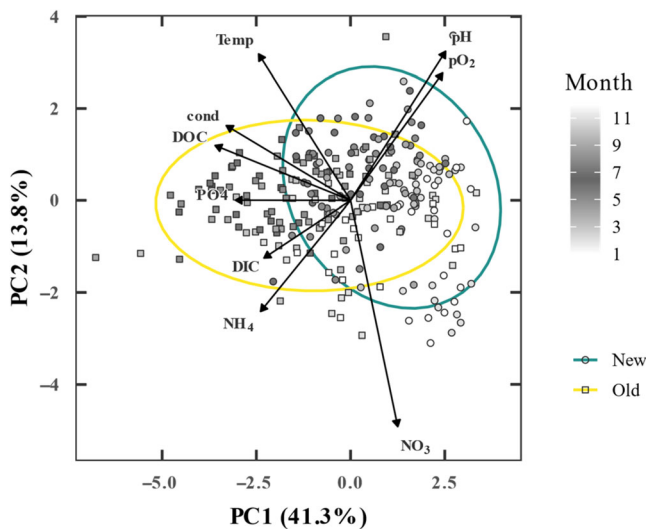 4
2
0
−2
−4
PC2 (13.8%)
Temp
pH
pO2
cond
DOC
PO4
DIC
NH4
NO3
−5.0
−2.5
0.0
2.5
PC1 (41.3%)
Month
11
9
7
5
3
1
New
Old